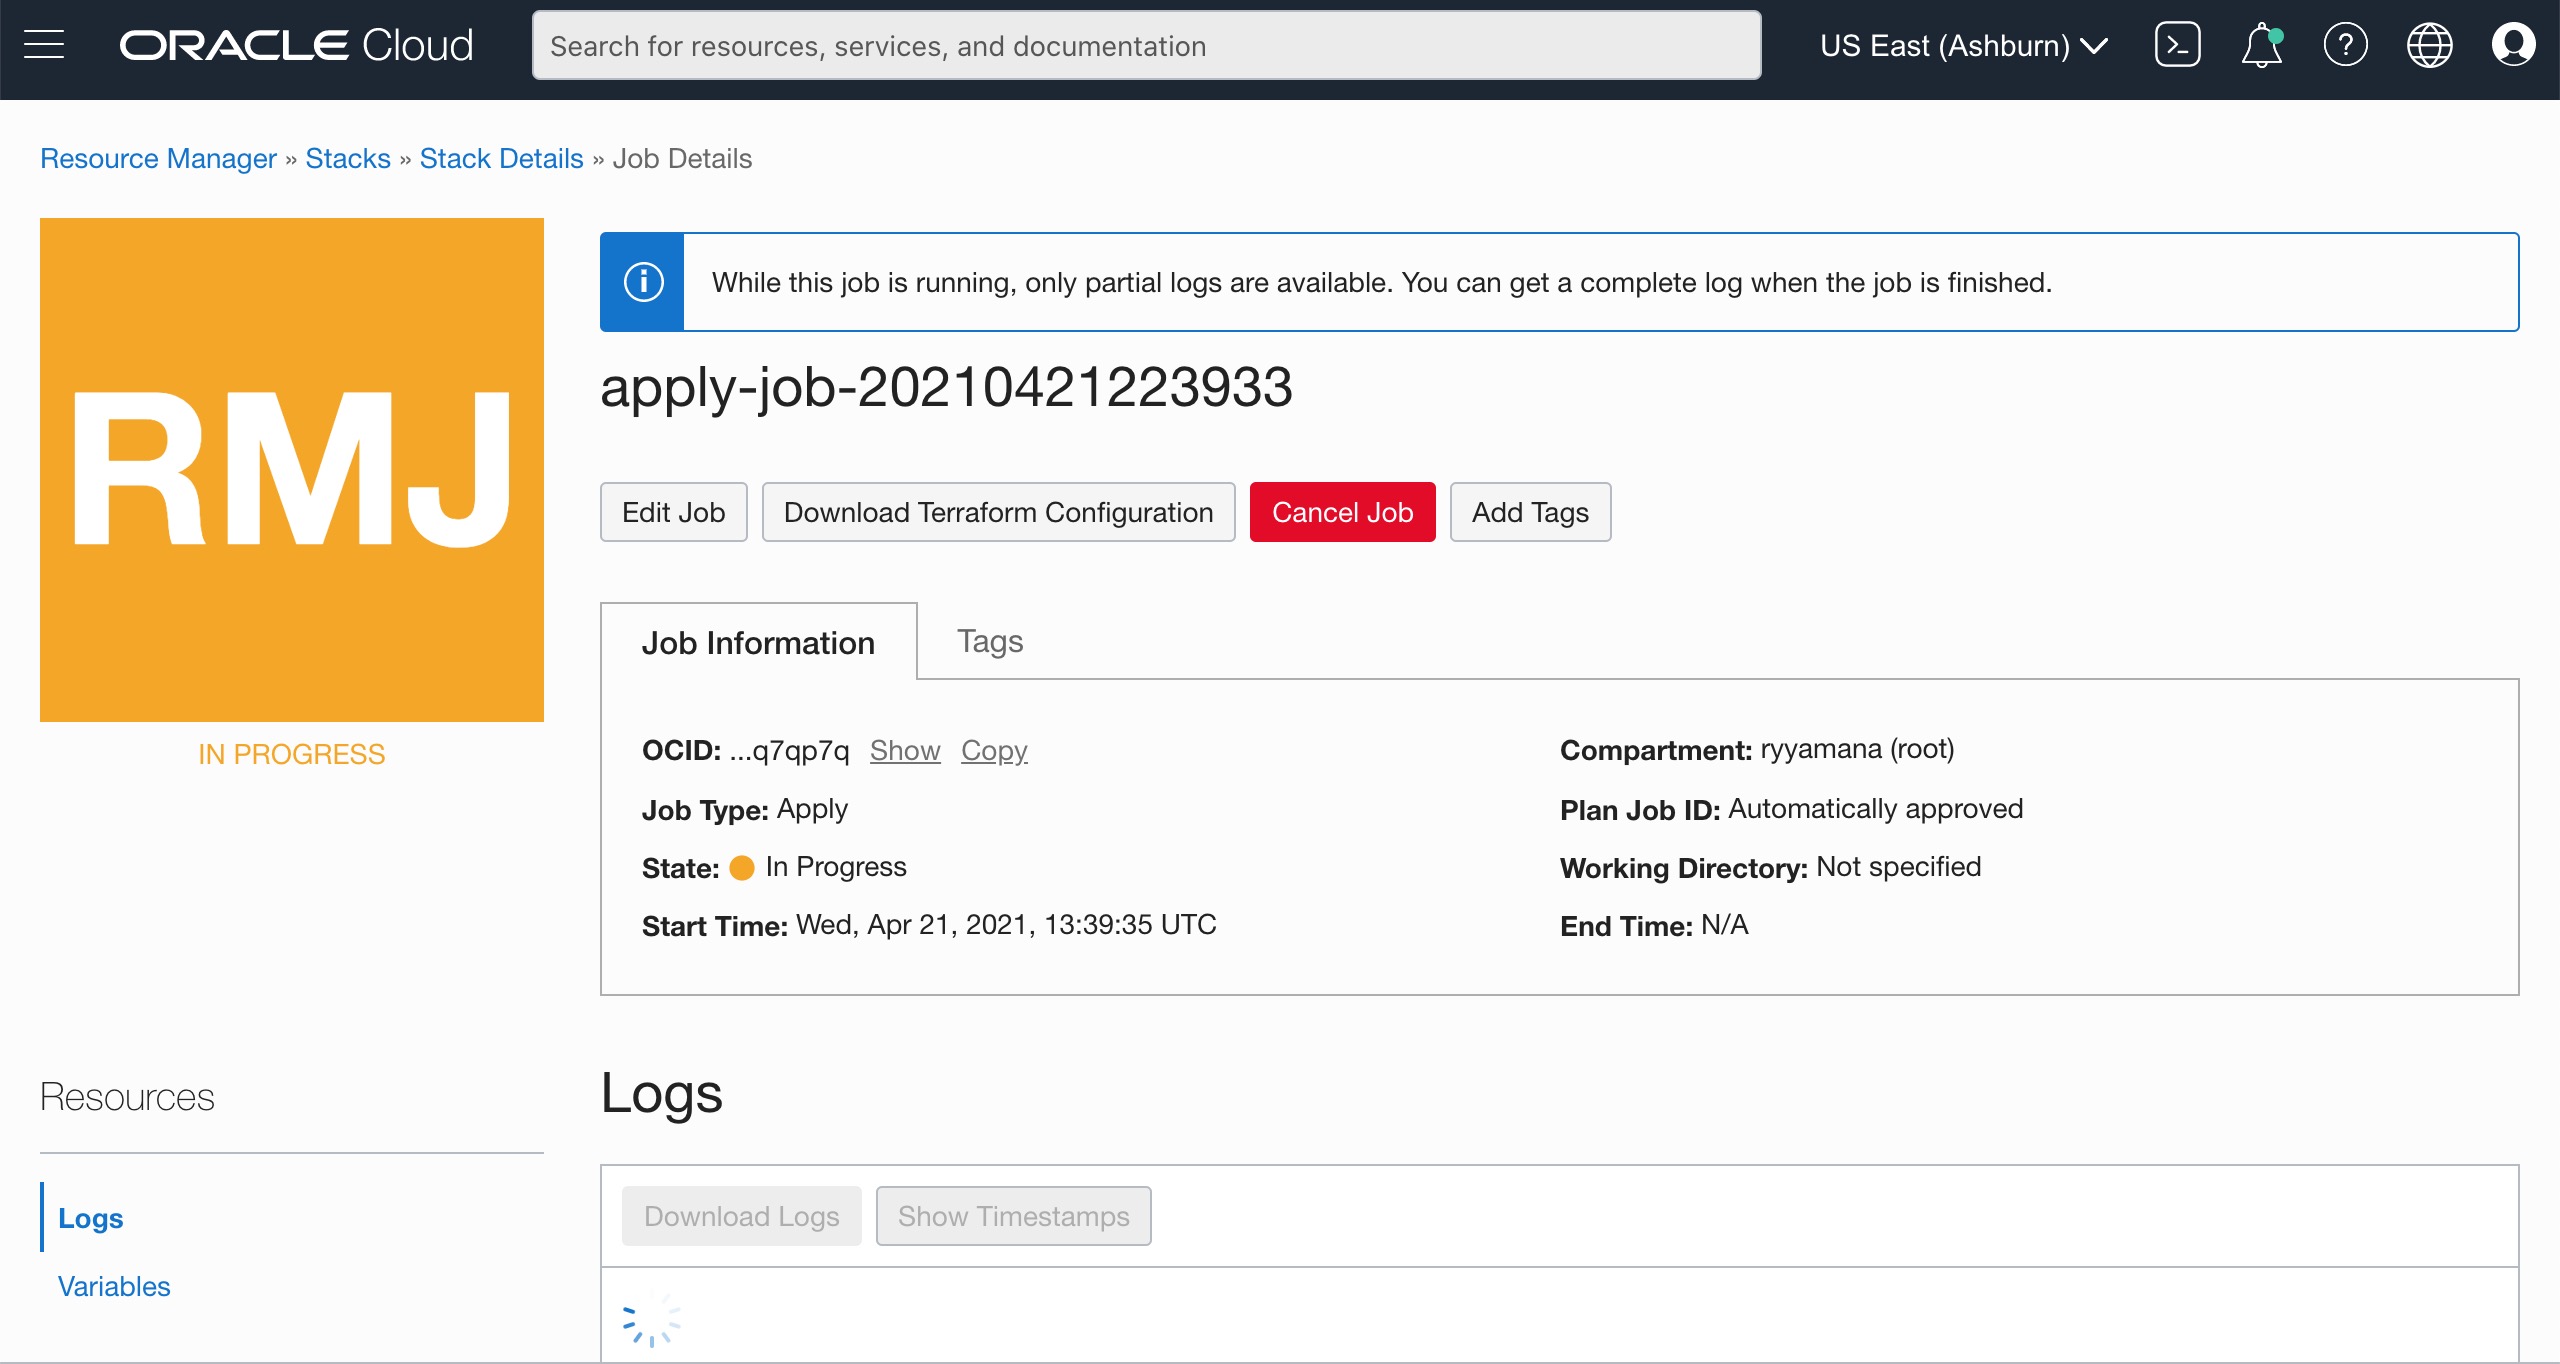 ORACLE Cloud
Search for resources, services, and documentation
US East (Ashburn)
Resource Manager » Stacks » Stack Details » Job Details
RMJ
IN PROGRESS
While this job is running, only partial logs are available. You can get a complete log when the job is finished.
apply-job-20210421223933
Edit Job
Download Terraform Configuration
Cancel Job
Add Tags
Job Information
Tags
OCID: ...q7qp7q Show Copy
Job Type: Apply
State: In Progress
Start Time: Wed, Apr 21, 2021, 13:39:35 UTC
Compartment: ryyamana (root)
Plan Job ID: Automatically approved
Working Directory: Not specified
End Time: N/A
Resources
Logs
Variables
Logs
Download Logs
Show Timestamps